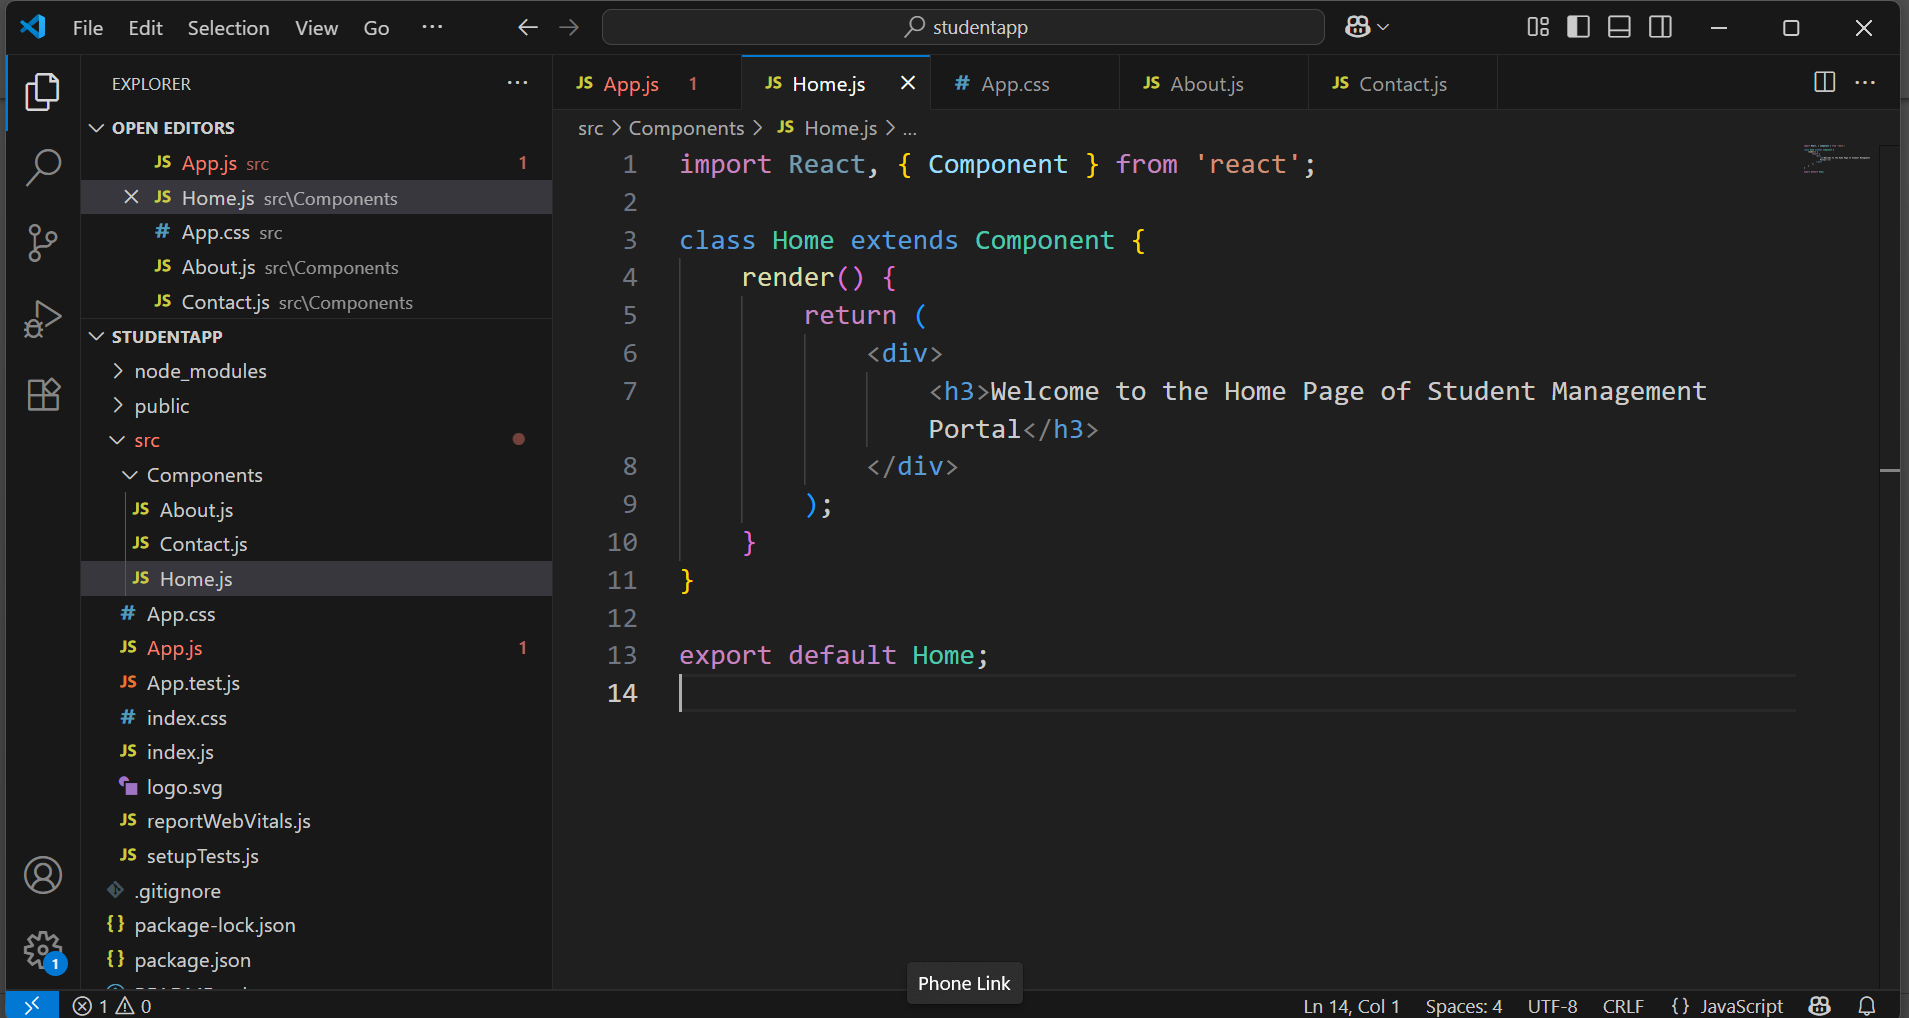 File Edit Selection View Go ··· studentapp
EXPLORER ···
OPEN EDITORS
JS App.js src 1
JS Home.js src\Components
# App.css src
JS About.js src\Components
JS Contact.js src\Components
STUDENTAPP
node_modules
public
src
Components
JS About.js
JS Contact.js
JS Home.js
# App.css
JS App.js 1
JS App.test.js
# index.css
JS index.js
logo.svg
JS reportWebVitals.js
JS setupTests.js
.gitignore
{} package-lock.json
{} package.json
JS App.js 1 JS Home.js # App.css JS About.js JS Contact.js ···
src > Components > JS Home.js > ...
1 import React, { Component } from 'react';
2
3 class Home extends Component {
4 render() {
5 return (
6 <div>
7 <h3>Welcome to the Home Page of Student Management
Portal</h3>
8 </div>
9 );
10 }
11 }
12
13 export default Home;
14
Phone Link
1
1 0 Ln 14, Col 1 Spaces: 4 UTF-8 CRLF {} JavaScript